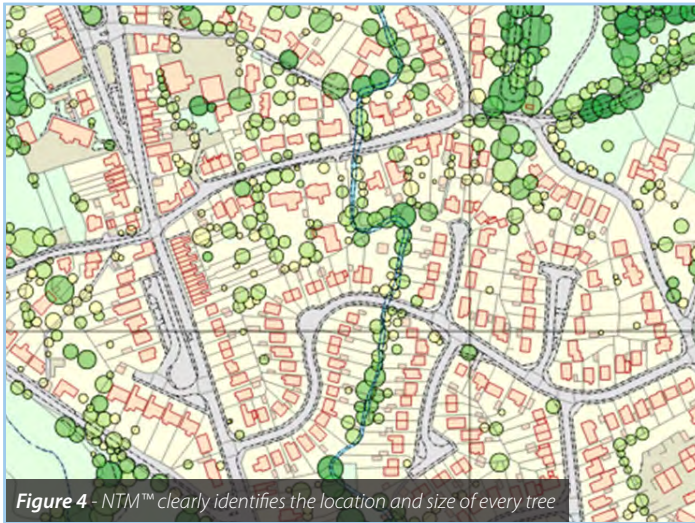 Figure 4 - NTM™ clearly identifies the location and size of every tree